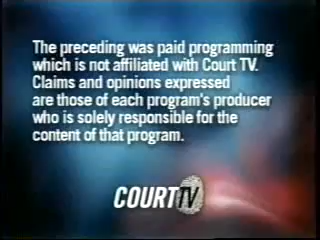 The preceding was paid programming
which is not affiliated with Court TV.
Claims and opinions expressed
are those of each program's producer
who is solely responsible for the
content of that program.
COURT TV